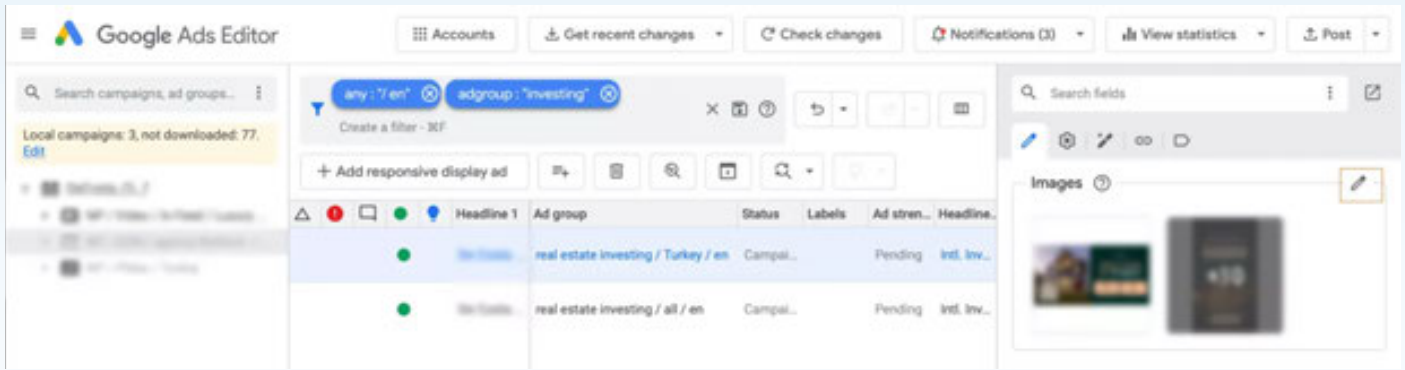 Google Ads Editor
Accounts
Get recent changes
Check changes
Notifications (3)
View statistics
Post
Search campaigns, ad groups...
Local campaigns: 3, not downloaded: 77.
Edit
any : "/ en"
adgroup : "investing"
Create a filter - ⌘F
Search fields
+ Add responsive display ad
Images
Headline 1 Ad group Status Labels Ad stren... Headline...
real estate investing / Turkey / en Campai... Pending Intl. Inv...
real estate investing / all / en Campai... Pending Intl. Inv...